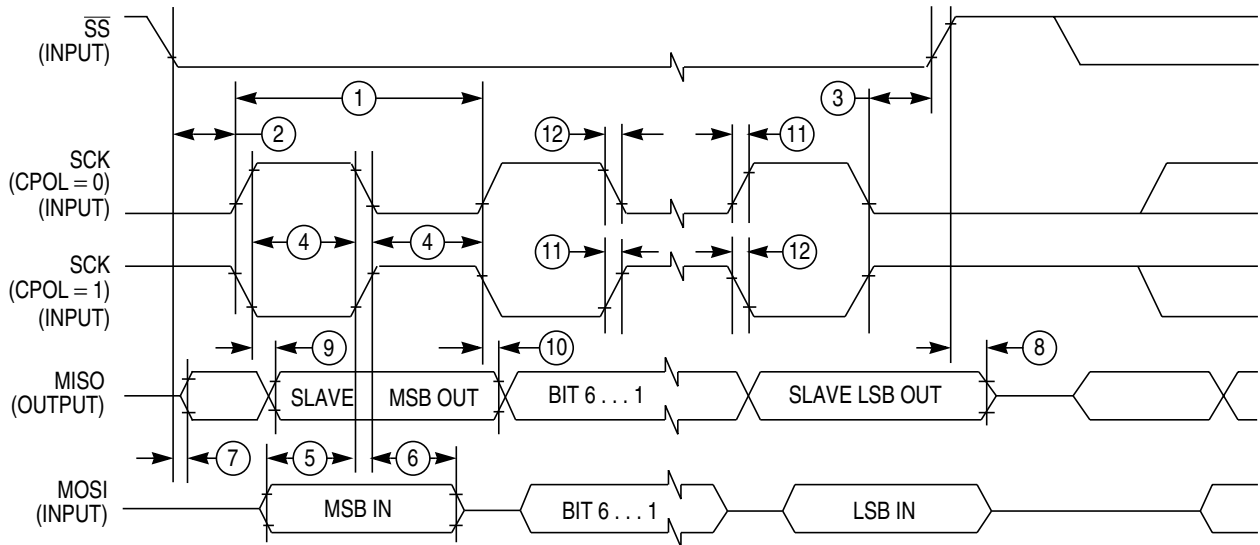 SS
(INPUT)
1
3
2
12
11
SCK
(CPOL = 0)
(INPUT)
4
4
11
12
SCK
(CPOL = 1)
(INPUT)
9
10
8
MISO
(OUTPUT)
SLAVE
MSB OUT
BIT 6 . . . 1
SLAVE LSB OUT
7
5
6
MOSI
(INPUT)
MSB IN
BIT 6 . . . 1
LSB IN